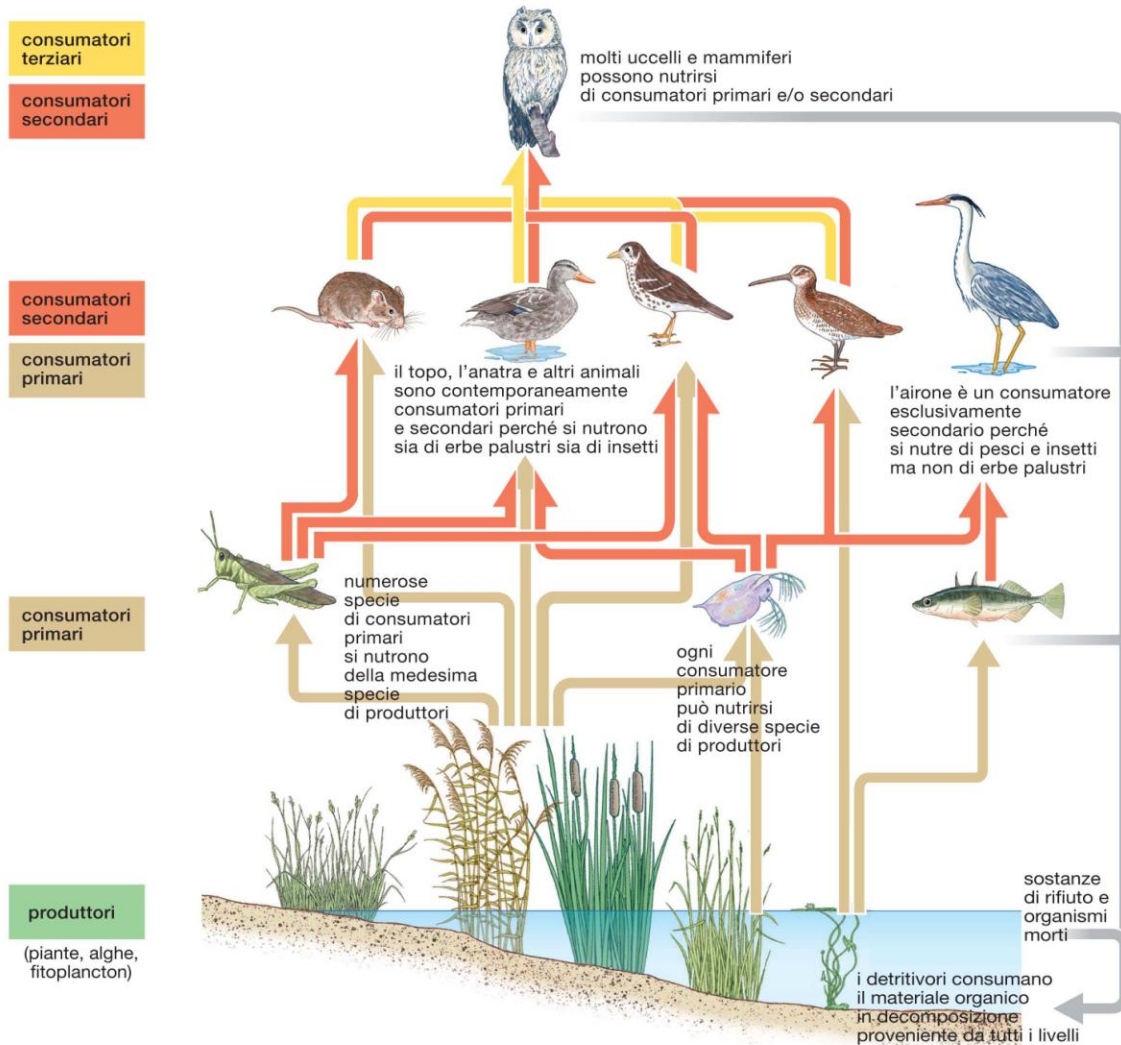 consumatori
terziari
consumatori
secondari
molti uccelli e mammiferi
possono nutrirsi
di consumatori primari e/o secondari
consumatori
secondari
consumatori
primari
il topo, l'anatra e altri animali
sono contemporaneamente
consumatori primari
e secondari perché si nutrono
sia di erbe palustri sia di insetti
l'airone è un consumatore
esclusivamente
secondario perché
si nutre di pesci e insetti
ma non di erbe palustri
consumatori
primari
numerose
specie
di consumatori
primari
si nutrono
della medesima
specie
di produttori
ogni
consumatore
primario
può nutrirsi
di diverse specie
di produttori
produttori
(piante, alghe,
fitoplancton)
sostanze
di rifiuto e
organismi
morti
i detritivori consumano
il materiale organico
in decomposizione
proveniente da tutti i livelli